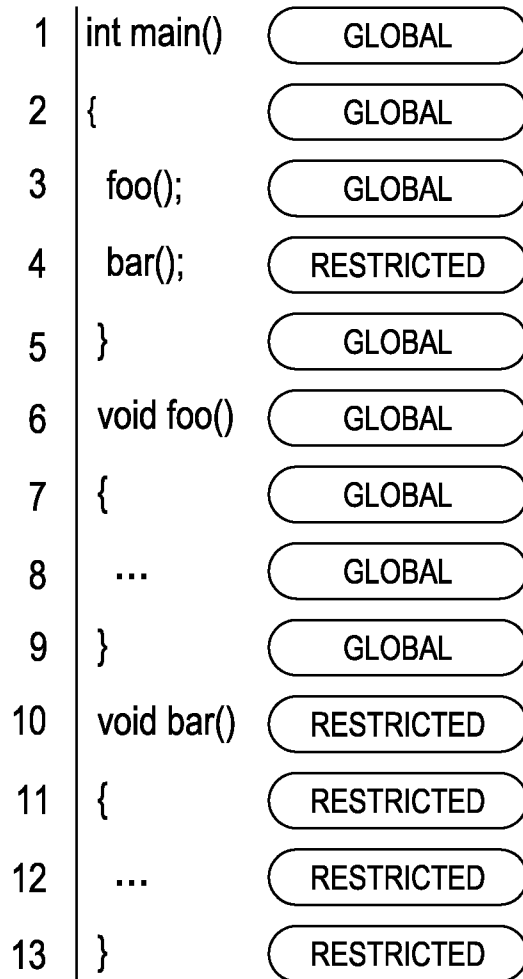 1 int main() GLOBAL
2 { GLOBAL
3 foo(); GLOBAL
4 bar(); RESTRICTED
5 } GLOBAL
6 void foo() GLOBAL
7 { GLOBAL
8 ... GLOBAL
9 } GLOBAL
10 void bar() RESTRICTED
11 { RESTRICTED
12 ... RESTRICTED
13 } RESTRICTED